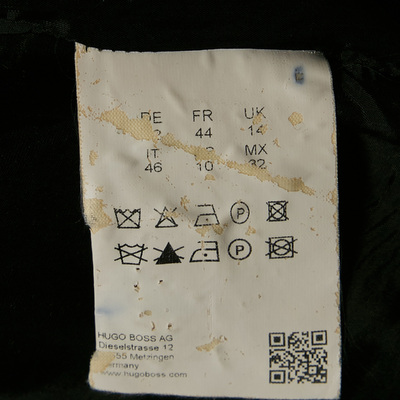 DE FR UK
44 14
IT MX
46 10 32
P
P
HUGO BOSS AG
Dieselstrasse 12
Metzingen
Germany
www.hugoboss.com